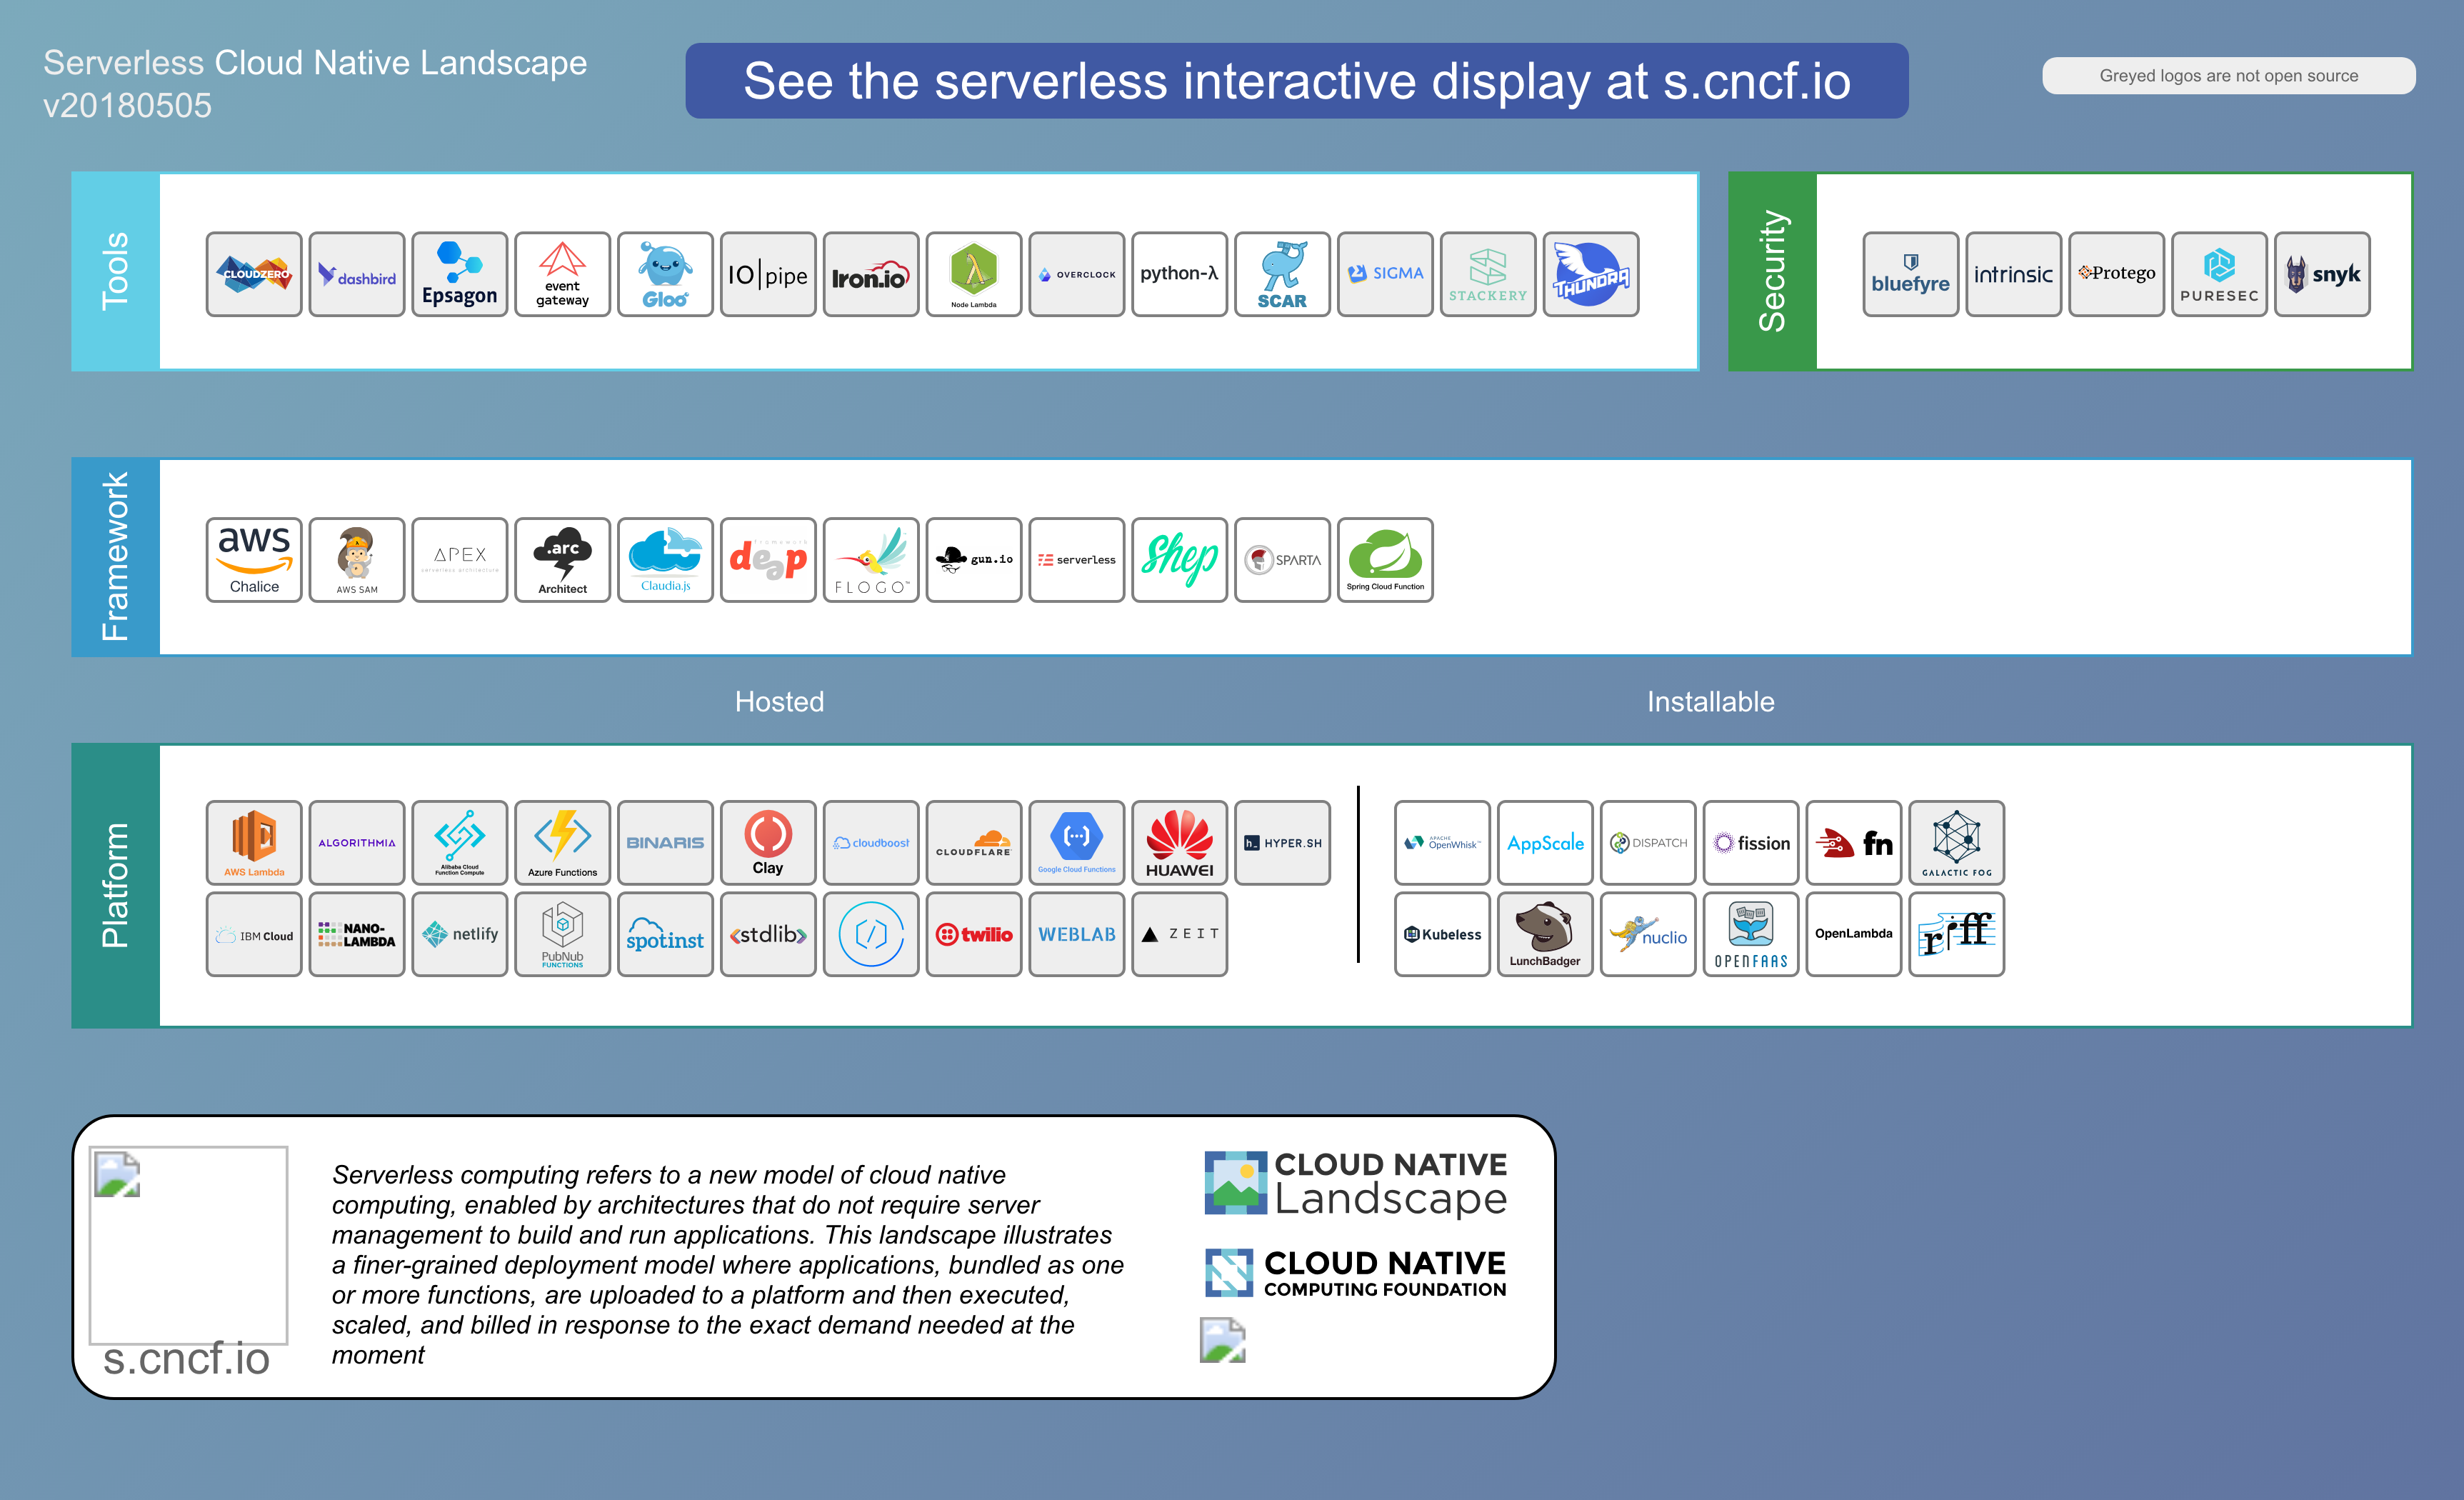 Serverless Cloud Native Landscape
v20180505
See the serverless interactive display at s.cncf.io
Greyed logos are not open source
Tools
CLOUDZERO
dashbird
Epsagon
event
gateway
Gloo
IO|pipe
Iron.io
Node Lambda
OVERCLOCK
python-λ
SCAR
SIGMA
STACKERY
THUNDRA
Security
bluefyre
intrinsic
Protego
PURESEC
snyk
Framework
aws
Chalice
AWS SAM
APEX
serverless architecture
.arc
Architect
Claudia.js
deep
framework
FLOGO™
gun.io
serverless
Shep
SPARTA
Spring Cloud Function
Hosted
Installable
Platform
AWS Lambda
ALGORITHMIA
Alibaba Cloud
Function Compute
Azure Functions
BINARIS
Clay
cloudboost
CLOUDFLARE
Google Cloud Functions
HUAWEI
h_ HYPER.SH
APACHE
OpenWhisk™
AppScale
DISPATCH
fission
fn
GALACTIC FOG
IBM Cloud
NANO-
LAMBDA
netlify
PubNub
FUNCTIONS
spotinst
<stdlib>
twilio
WEBLAB
ZEIT
Kubeless
LunchBadger
nuclio
OPENFAAS
OpenLambda
riff
s.cncf.io
Serverless computing refers to a new model of cloud native
computing, enabled by architectures that do not require server
management to build and run applications. This landscape illustrates
a finer-grained deployment model where applications, bundled as one
or more functions, are uploaded to a platform and then executed,
scaled, and billed in response to the exact demand needed at the
moment
CLOUD NATIVE
Landscape
CLOUD NATIVE
COMPUTING FOUNDATION